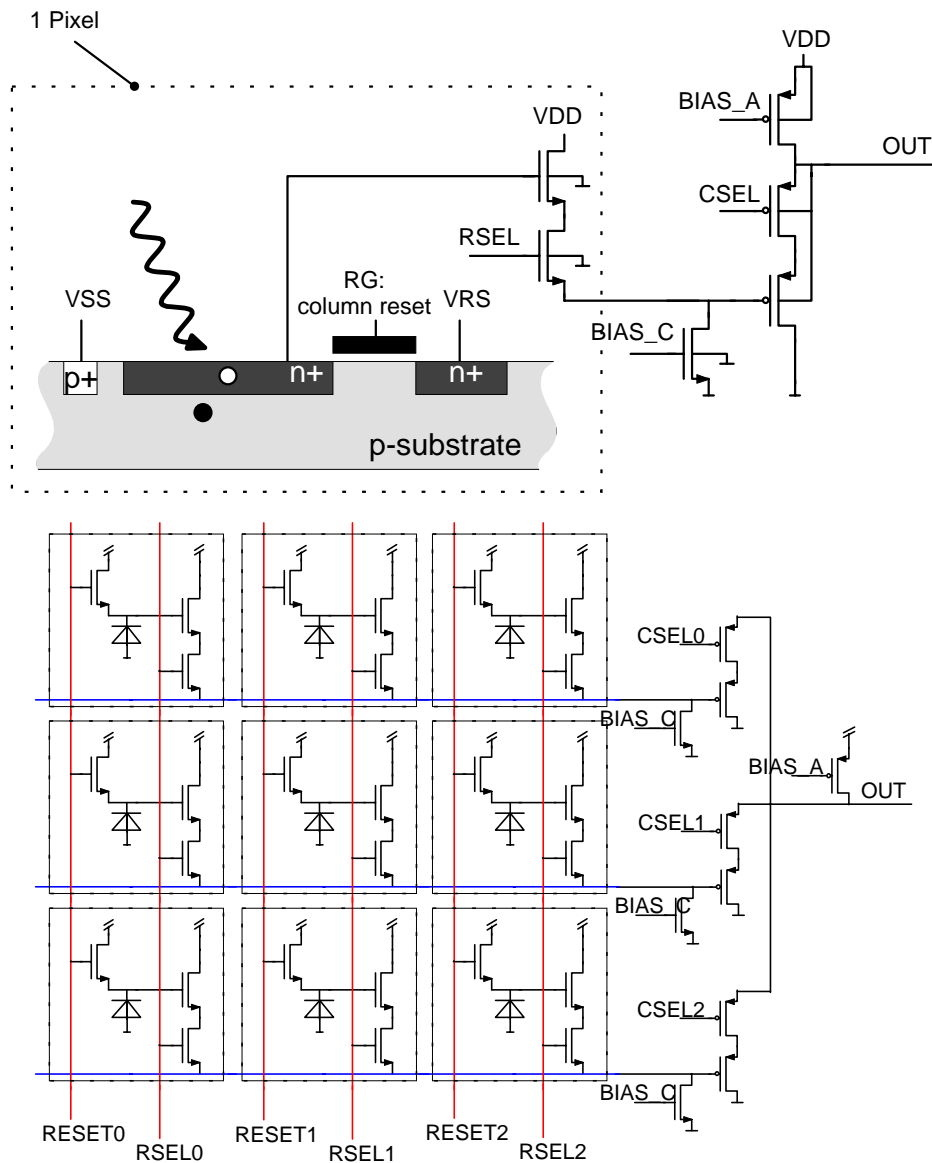 1 Pixel
VDD
BIAS_A
VDD
OUT
CSEL
RSEL
RG:
column reset
VSS
VRS
BIAS_C
p+
n+
n+
p-substrate
CSEL0
BIAS_C
BIAS_A
OUT
CSEL1
BIAS_C
CSEL2
BIAS_C
RESET0
RESET1
RESET2
RSEL0
RSEL1
RSEL2